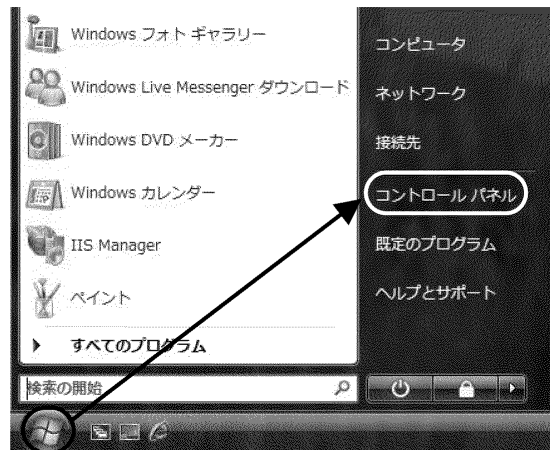 Windows フォト ギャラリー
Windows Live Messenger ダウンロード
Windows DVD メーカー
Windows カレンダー
IIS Manager
ペイント
すべてのプログラム
検索の開始
コンピュータ
ネットワーク
接続先
コントロール パネル
既定のプログラム
ヘルプとサポート